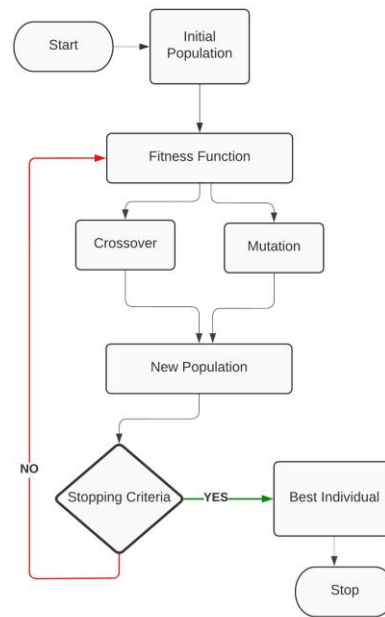 Start
Initial
Population
Fitness Function
Crossover
Mutation
New Population
NO
Stopping Criteria
YES
Best Individual
Stop